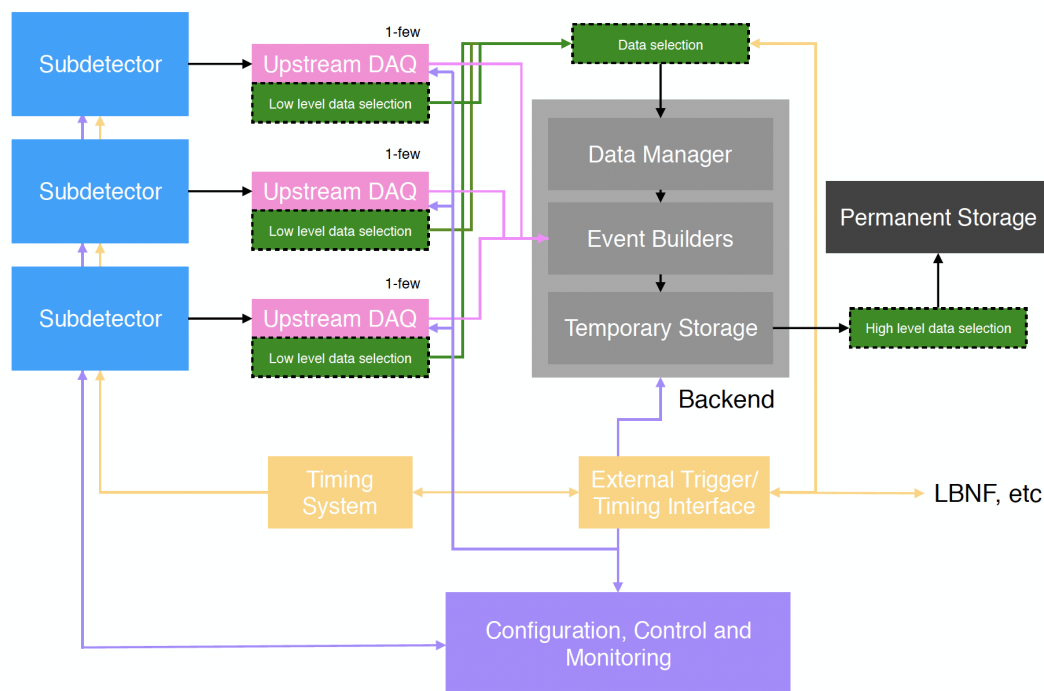 1-few
Subdetector
Upstream DAQ
Low level data selection
Data selection
1-few
Subdetector
Upstream DAQ
Low level data selection
Data Manager
Event Builders
Permanent Storage
1-few
Subdetector
Upstream DAQ
Low level data selection
Temporary Storage
High level data selection
Backend
Timing
System
External Trigger/
Timing Interface
LBNF, etc
Configuration, Control and
Monitoring